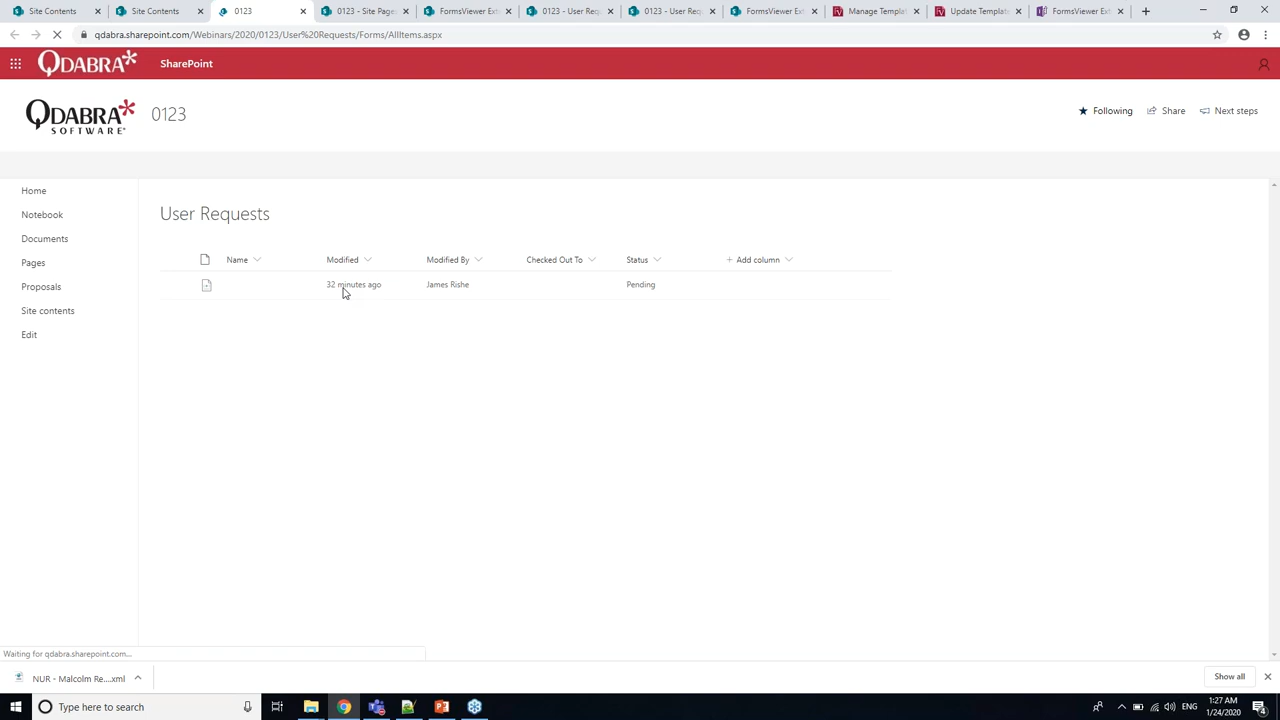 Site Contents
Site Contents
0123
0123 - Site Page
FormsViewer Ext
0123 - User Req
0123 - User Req
FormsViewer Ext
Manage Templat
Update Template
FormsViewer Ext
qdabra.sharepoint.com/Webinars/2020/0123/User%20Requests/Forms/AllItems.aspx
QDABRA
SharePoint
QDABRA
SOFTWARE
0123
Following
Share
Next steps
Home
Notebook
Documents
Pages
Proposals
Site contents
Edit
User Requests
Name
Modified
Modified By
Checked Out To
Status
+ Add column
32 minutes ago
James Rishe
Pending
Waiting for qdabra.sharepoint.com...
NUR - Malcolm Re....xml
Show all
Type here to search
ENG
1:27 AM
1/24/2020
4